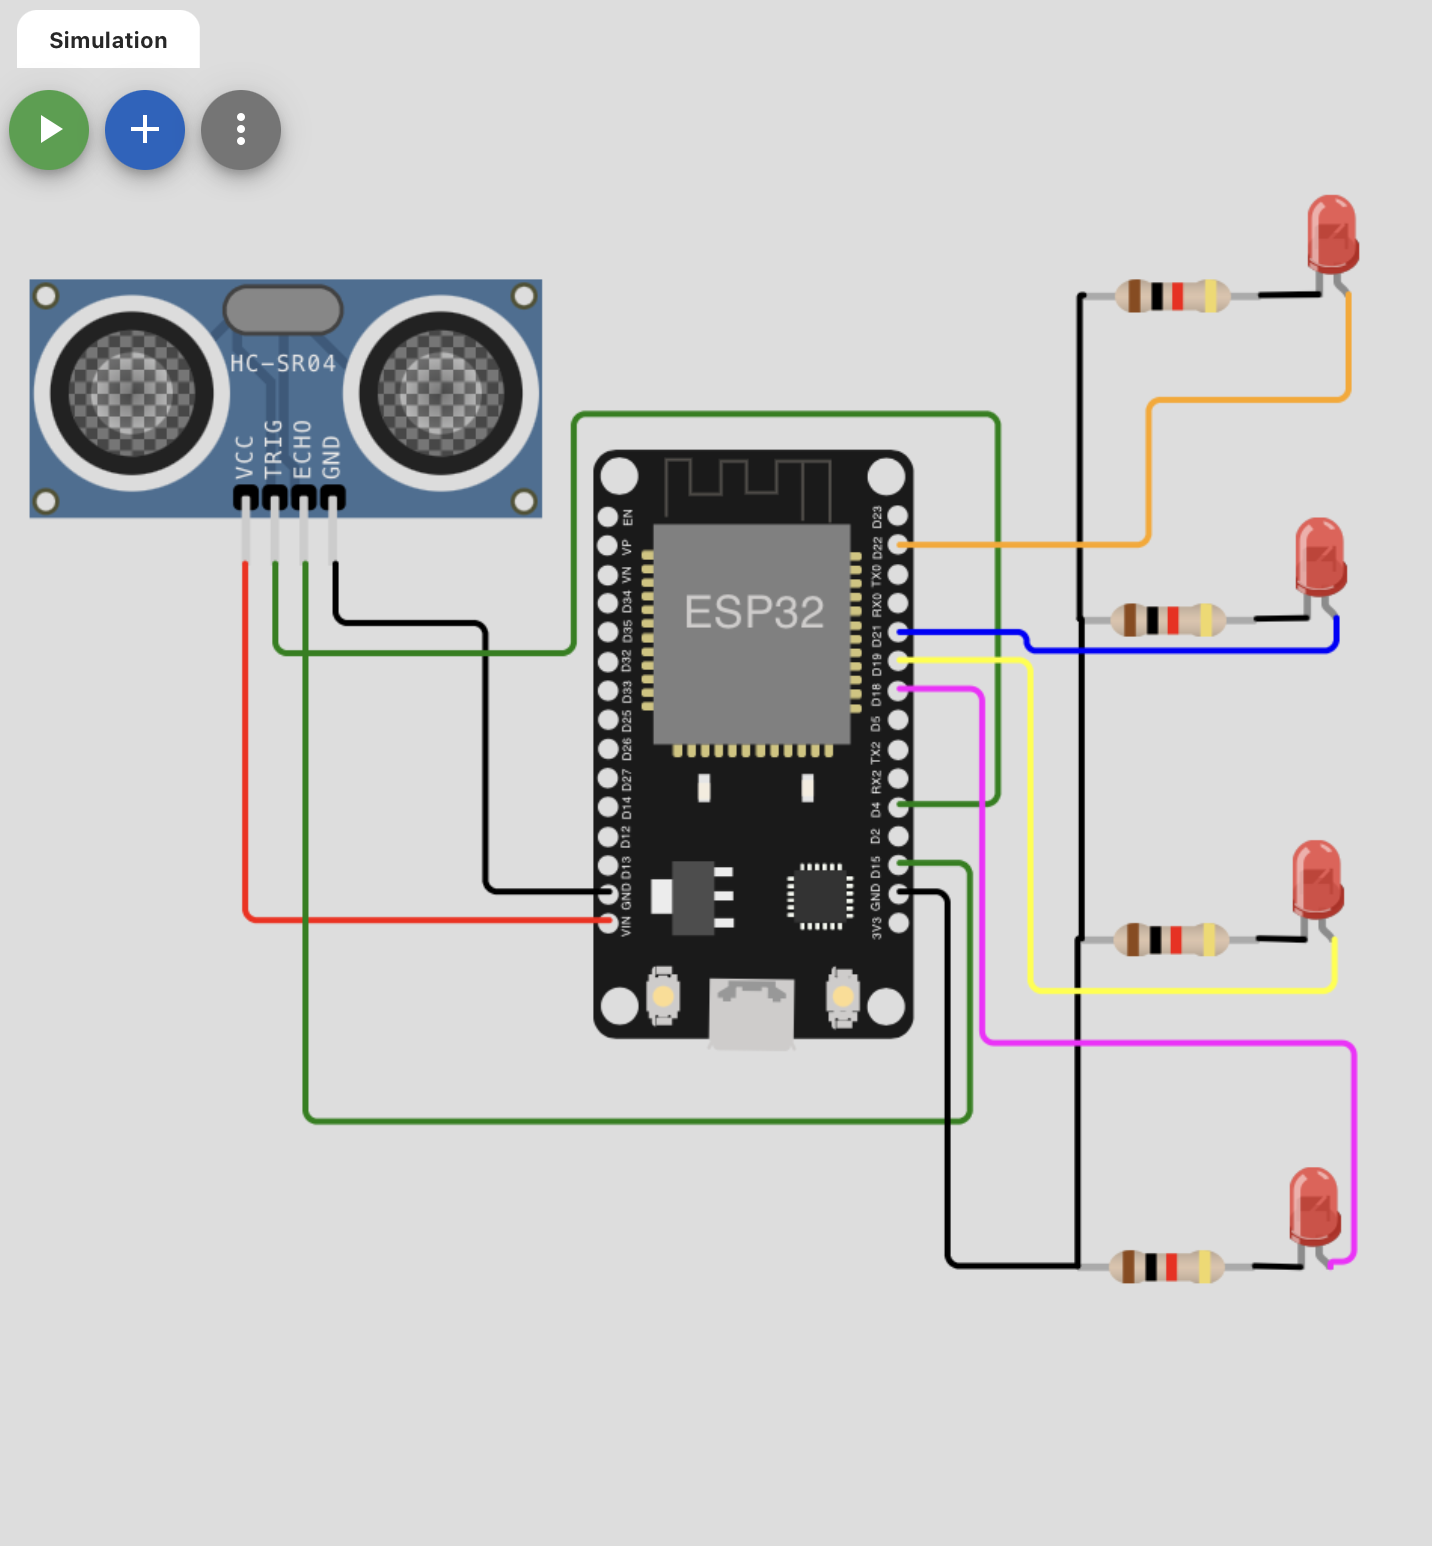 Simulation
HC-SR04
VCC
TRIG
ECHO
GND
ESP32
EN
VP
VN
D34
D35
D32
D33
D25
D26
D27
D14
D12
D13
GND
VIN
D23
D22
TX0
RX0
D21
D19
D18
D5
TX2
RX2
D4
D2
D15
GND
3V3